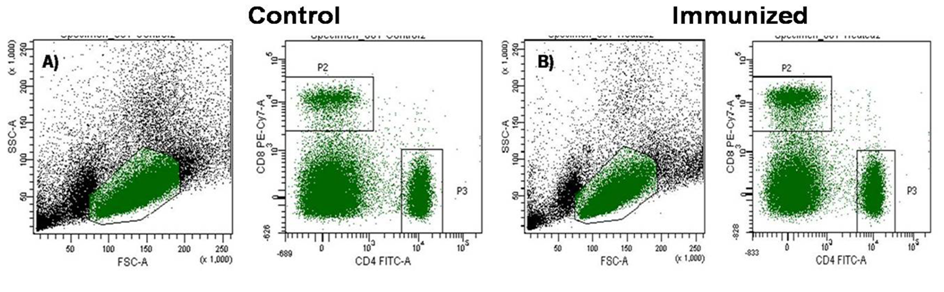 Control
Immunized
A)
SSC-A
(x 1,000)
250
200
150
100
50
50 100 150 200 250
FSC-A (x 1,000)
P2
P3
CD8 PE-Cy7-A
10^5
10^4
10^3
0
-626
-689
0 10^3 10^4 10^5
CD4 FITC-A
B)
SSC-A
(x 1,000)
250
200
150
100
50
50 100 150 200 250
FSC-A (x 1,000)
P2
P3
CD8 PE-Cy7-A
10^5
10^4
10^3
0
-828
-833
0 10^3 10^4 10^5
CD4 FITC-A